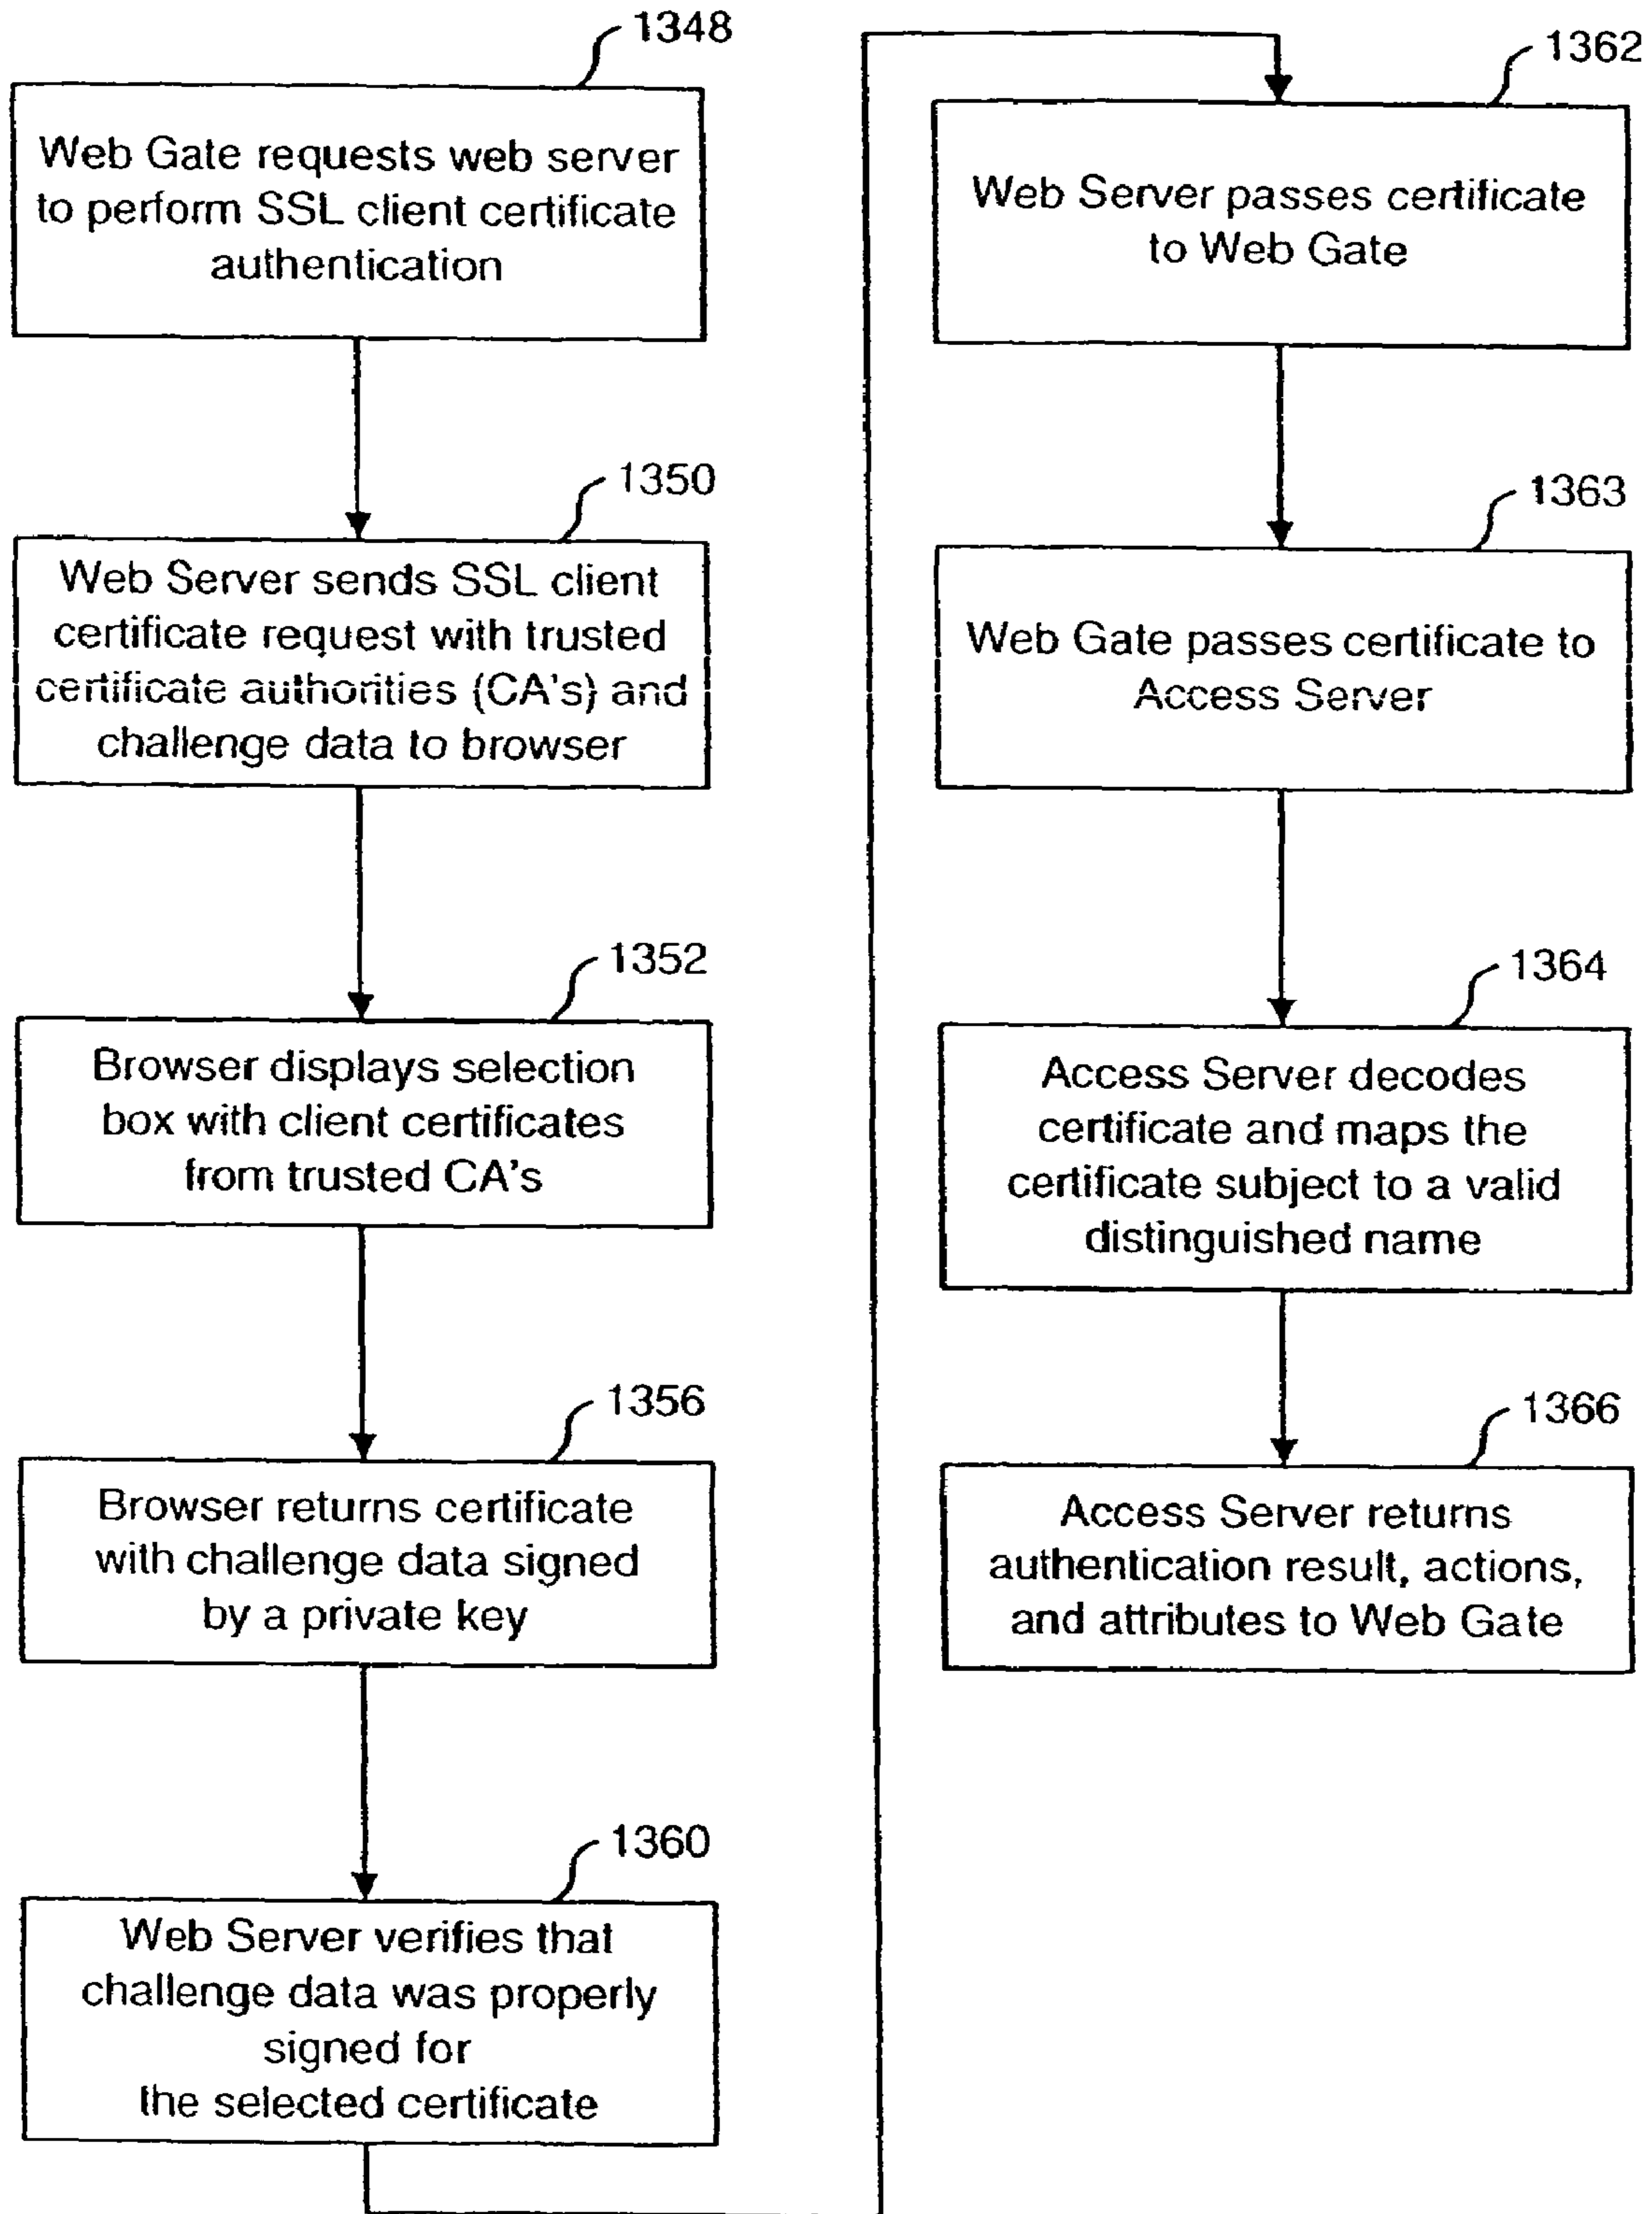 1348
Web Gate requests web server
to perform SSL client certificate
authentication
1350
Web Server sends SSL client
certificate request with trusted
certificate authorities (CA's) and
challenge data to browser
1352
Browser displays selection
box with client certificates
from trusted CA's
1356
Browser returns certificate
with challenge data signed
by a private key
1360
Web Server verifies that
challenge data was properly
signed for
the selected certificate
1362
Web Server passes certificate
to Web Gate
1363
Web Gate passes certificate to
Access Server
1364
Access Server decodes
certificate and maps the
certificate subject to a valid
distinguished name
1366
Access Server returns
authentication result, actions,
and attributes to Web Gate